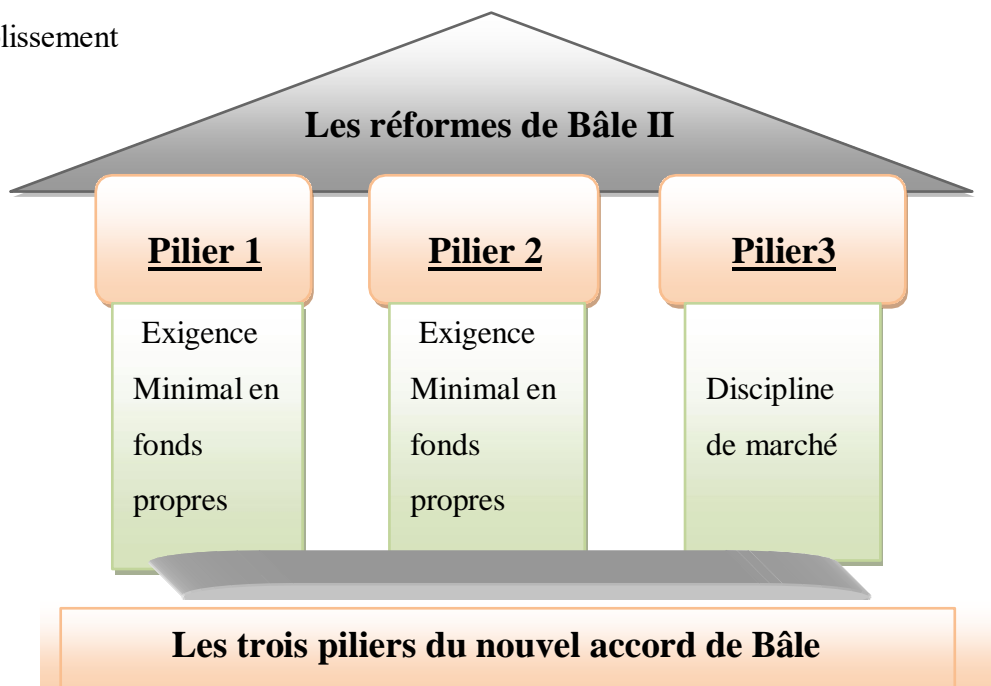 lissement
Les réformes de Bâle II
Pilier 1
Pilier 2
Pilier3
Exigence
Minimal en
fonds
propres
Exigence
Minimal en
fonds
propres
Discipline
de marché
Les trois piliers du nouvel accord de Bâle